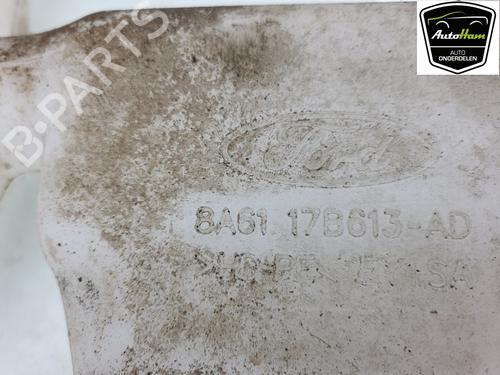 AutoHam
AUTO
ONDERDELEN
B-PARTS
Ford
8A61 17B613-AD